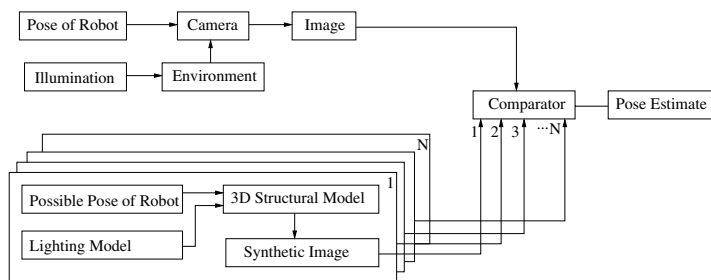 Pose of Robot
Camera
Image
Illumination
Environment
Comparator
Pose Estimate
1
2
3
...N
N
1
Possible Pose of Robot
3D Structural Model
Lighting Model
Synthetic Image